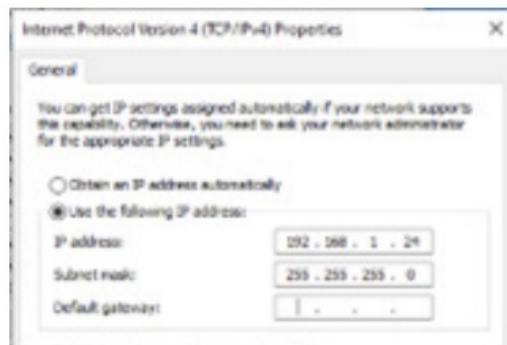 Internet Protocol Version 4 (TCP/IPv4) Properties
General
You can get IP settings assigned automatically if your network supports
this capability. Otherwise, you need to ask your network administrator
for the appropriate IP settings.
Obtain an IP address automatically
Use the following IP address:
IP address: 192 . 168 . 1 . 24
Subnet mask: 255 . 255 . 255 . 0
Default gateway: . . .